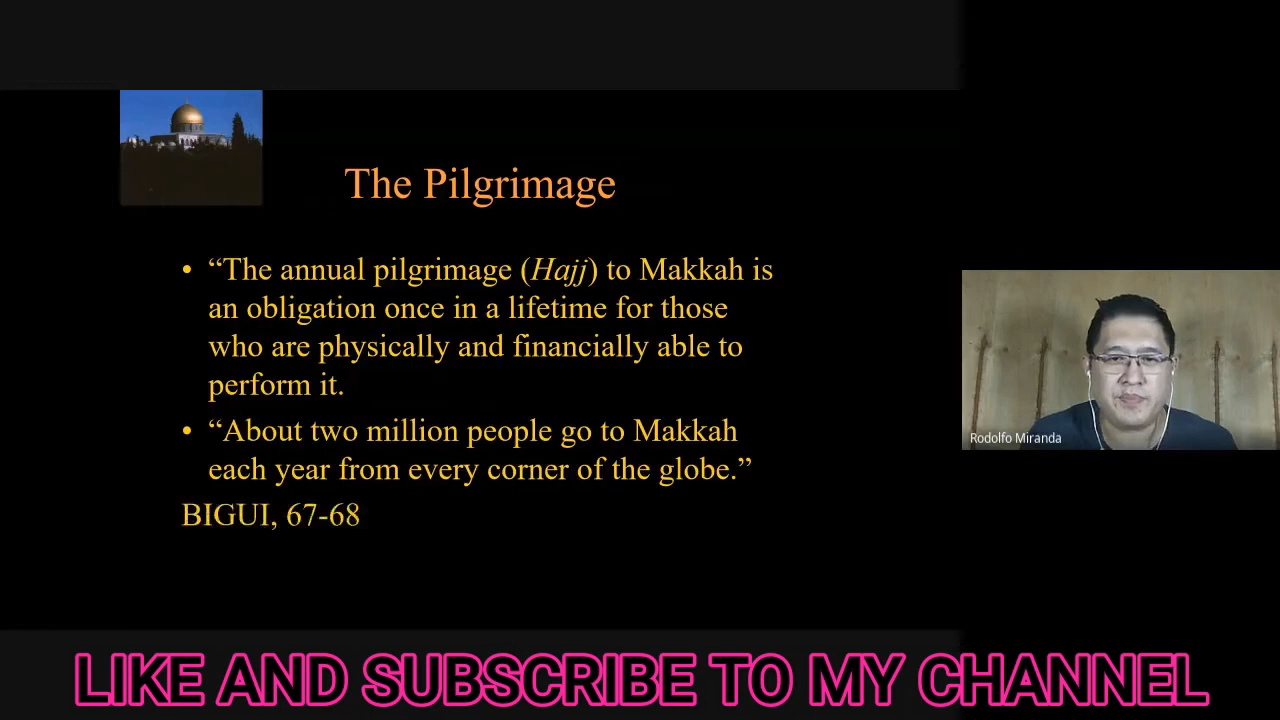 The Pilgrimage
• “The annual pilgrimage (Hajj) to Makkah is
an obligation once in a lifetime for those
who are physically and financially able to
perform it.
• “About two million people go to Makkah
each year from every corner of the globe.”
BIGUI, 67-68
Rodolfo Miranda
LIKE AND SUBSCRIBE TO MY CHANNEL